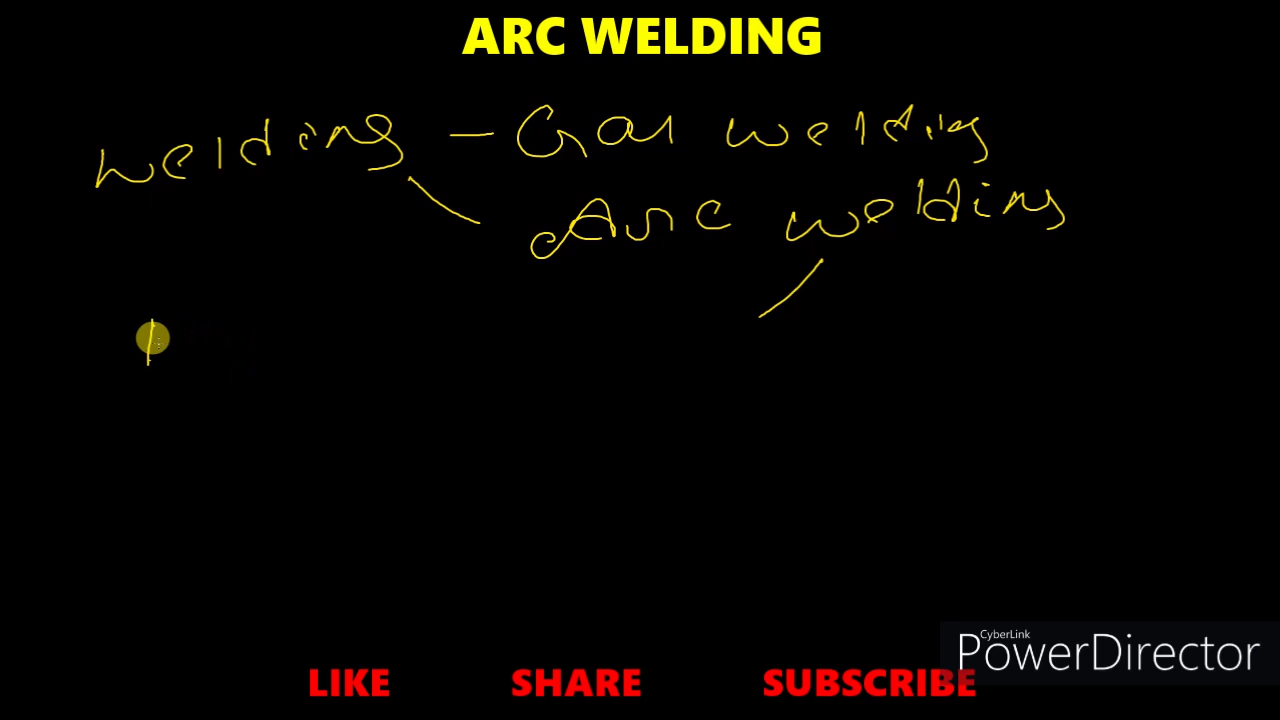 ARC WELDING
welding - Gas welding
Arc welding
CyberLink
PowerDirector
LIKE SHARE SUBSCRIBE